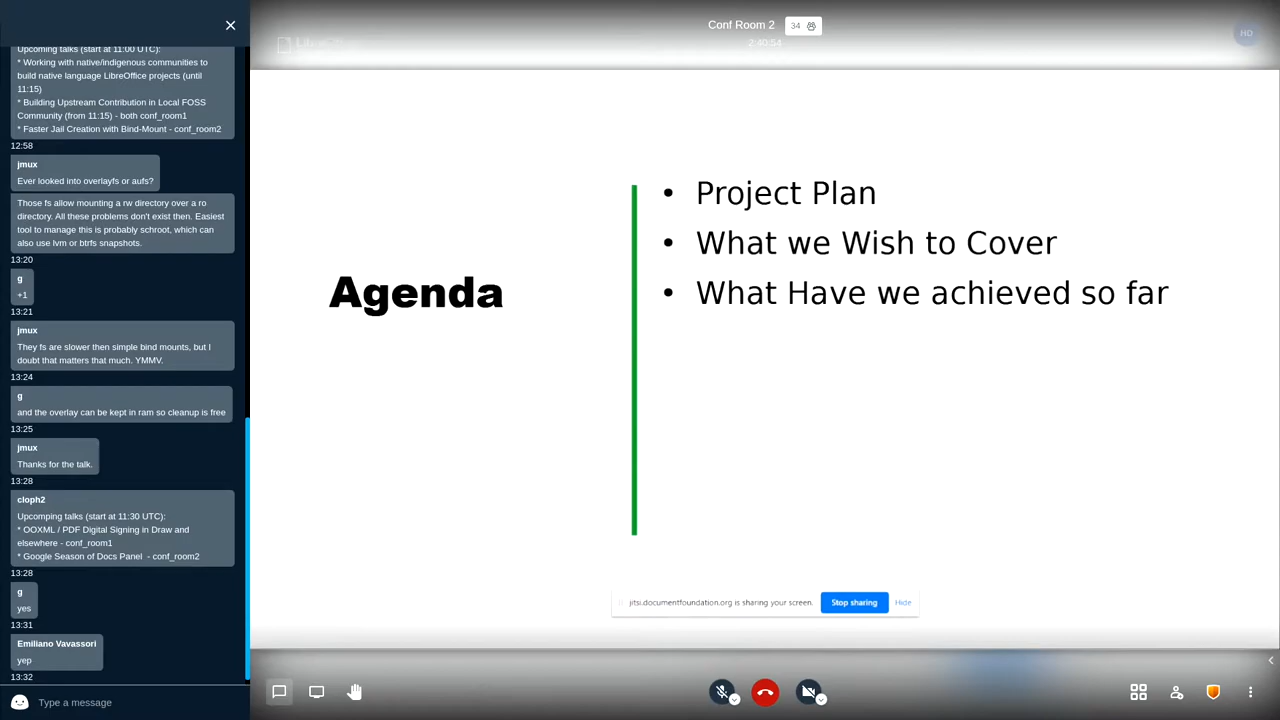 Upcoming talks (start at 11:00 UTC):
* Working with native/indigenous communities to
build native language LibreOffice projects (until
11:15)
* Building Upstream Contribution in Local FOSS
Community (from 11:15) - both conf_room1
* Faster Jail Creation with Bind-Mount - conf_room2
12:58
jmux
Ever looked into overlayfs or aufs?
Those fs allow mounting a rw directory over a ro
directory. All these problems don't exist then. Easiest
tool to manage this is probably schroot, which can
also use lvm or btrfs snapshots.
13:20
g
+1
13:21
jmux
They fs are slower then simple bind mounts, but I
doubt that matters that much. YMMV.
13:24
g
and the overlay can be kept in ram so cleanup is free
13:25
jmux
Thanks for the talk.
13:28
cloph2
Upcomping talks (start at 11:30 UTC):
* OOXML / PDF Digital Signing in Draw and
elsewhere - conf_room1
* Google Season of Docs Panel - conf_room2
13:28
g
yes
13:31
Emiliano Vavassori
yep
13:32
Type a message
Conf Room 2
34
2:40:54
HD
Agenda
• Project Plan
• What we Wish to Cover
• What Have we achieved so far
jitsi.documentfoundation.org is sharing your screen.
Stop sharing
Hide